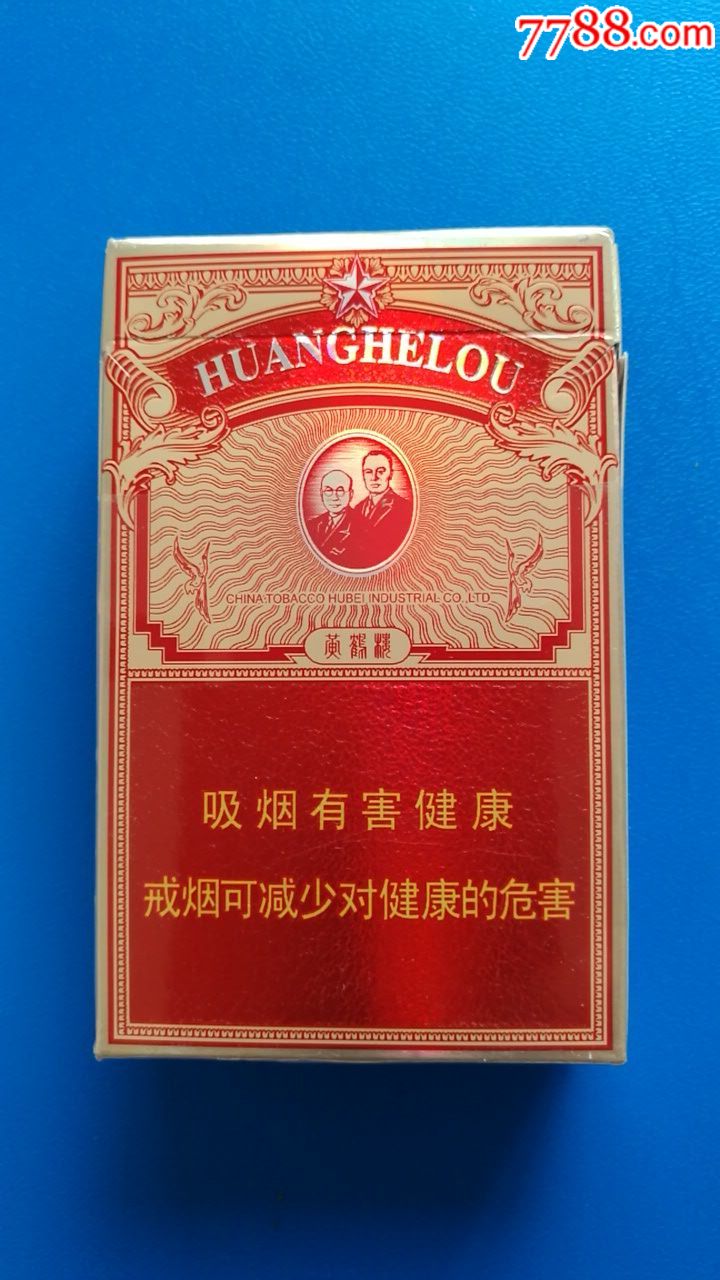 7788.com
HUANGHELOU
CHINA TOBACCO HUBEI INDUSTRIAL CO.,LTD
黄鹤楼
吸烟有害健康
戒烟可减少对健康的危害